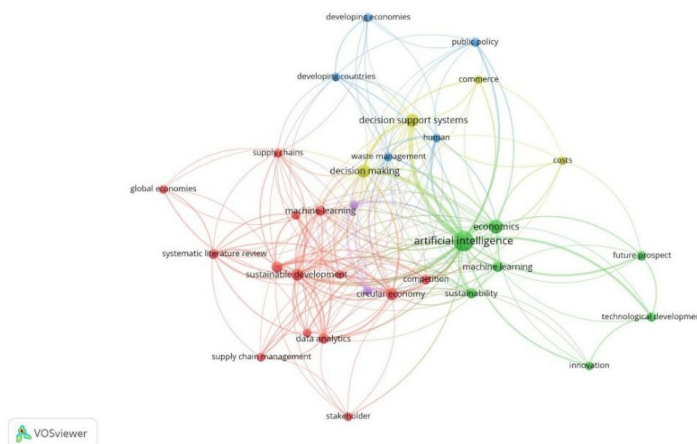 developing economies
public policy
developing countries
commerce
decision support systems
human
supply chains
waste management
costs
decision making
global economies
machine-learning
economics
artificial intelligence
systematic literature review
future prospect
machine learning
sustainable development
competition
circular economy
sustainability
technological developmen
data analytics
supply chain management
innovation
stakeholder
VOSviewer